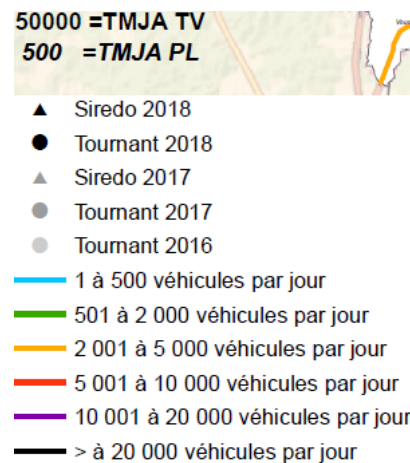 50000 =TMJA TV
500 =TMJA PL
Siredo 2018
Tournant 2018
Siredo 2017
Tournant 2017
Tournant 2016
1 à 500 véhicules par jour
501 à 2 000 véhicules par jour
2 001 à 5 000 véhicules par jour
5 001 à 10 000 véhicules par jour
10 001 à 20 000 véhicules par jour
> à 20 000 véhicules par jour